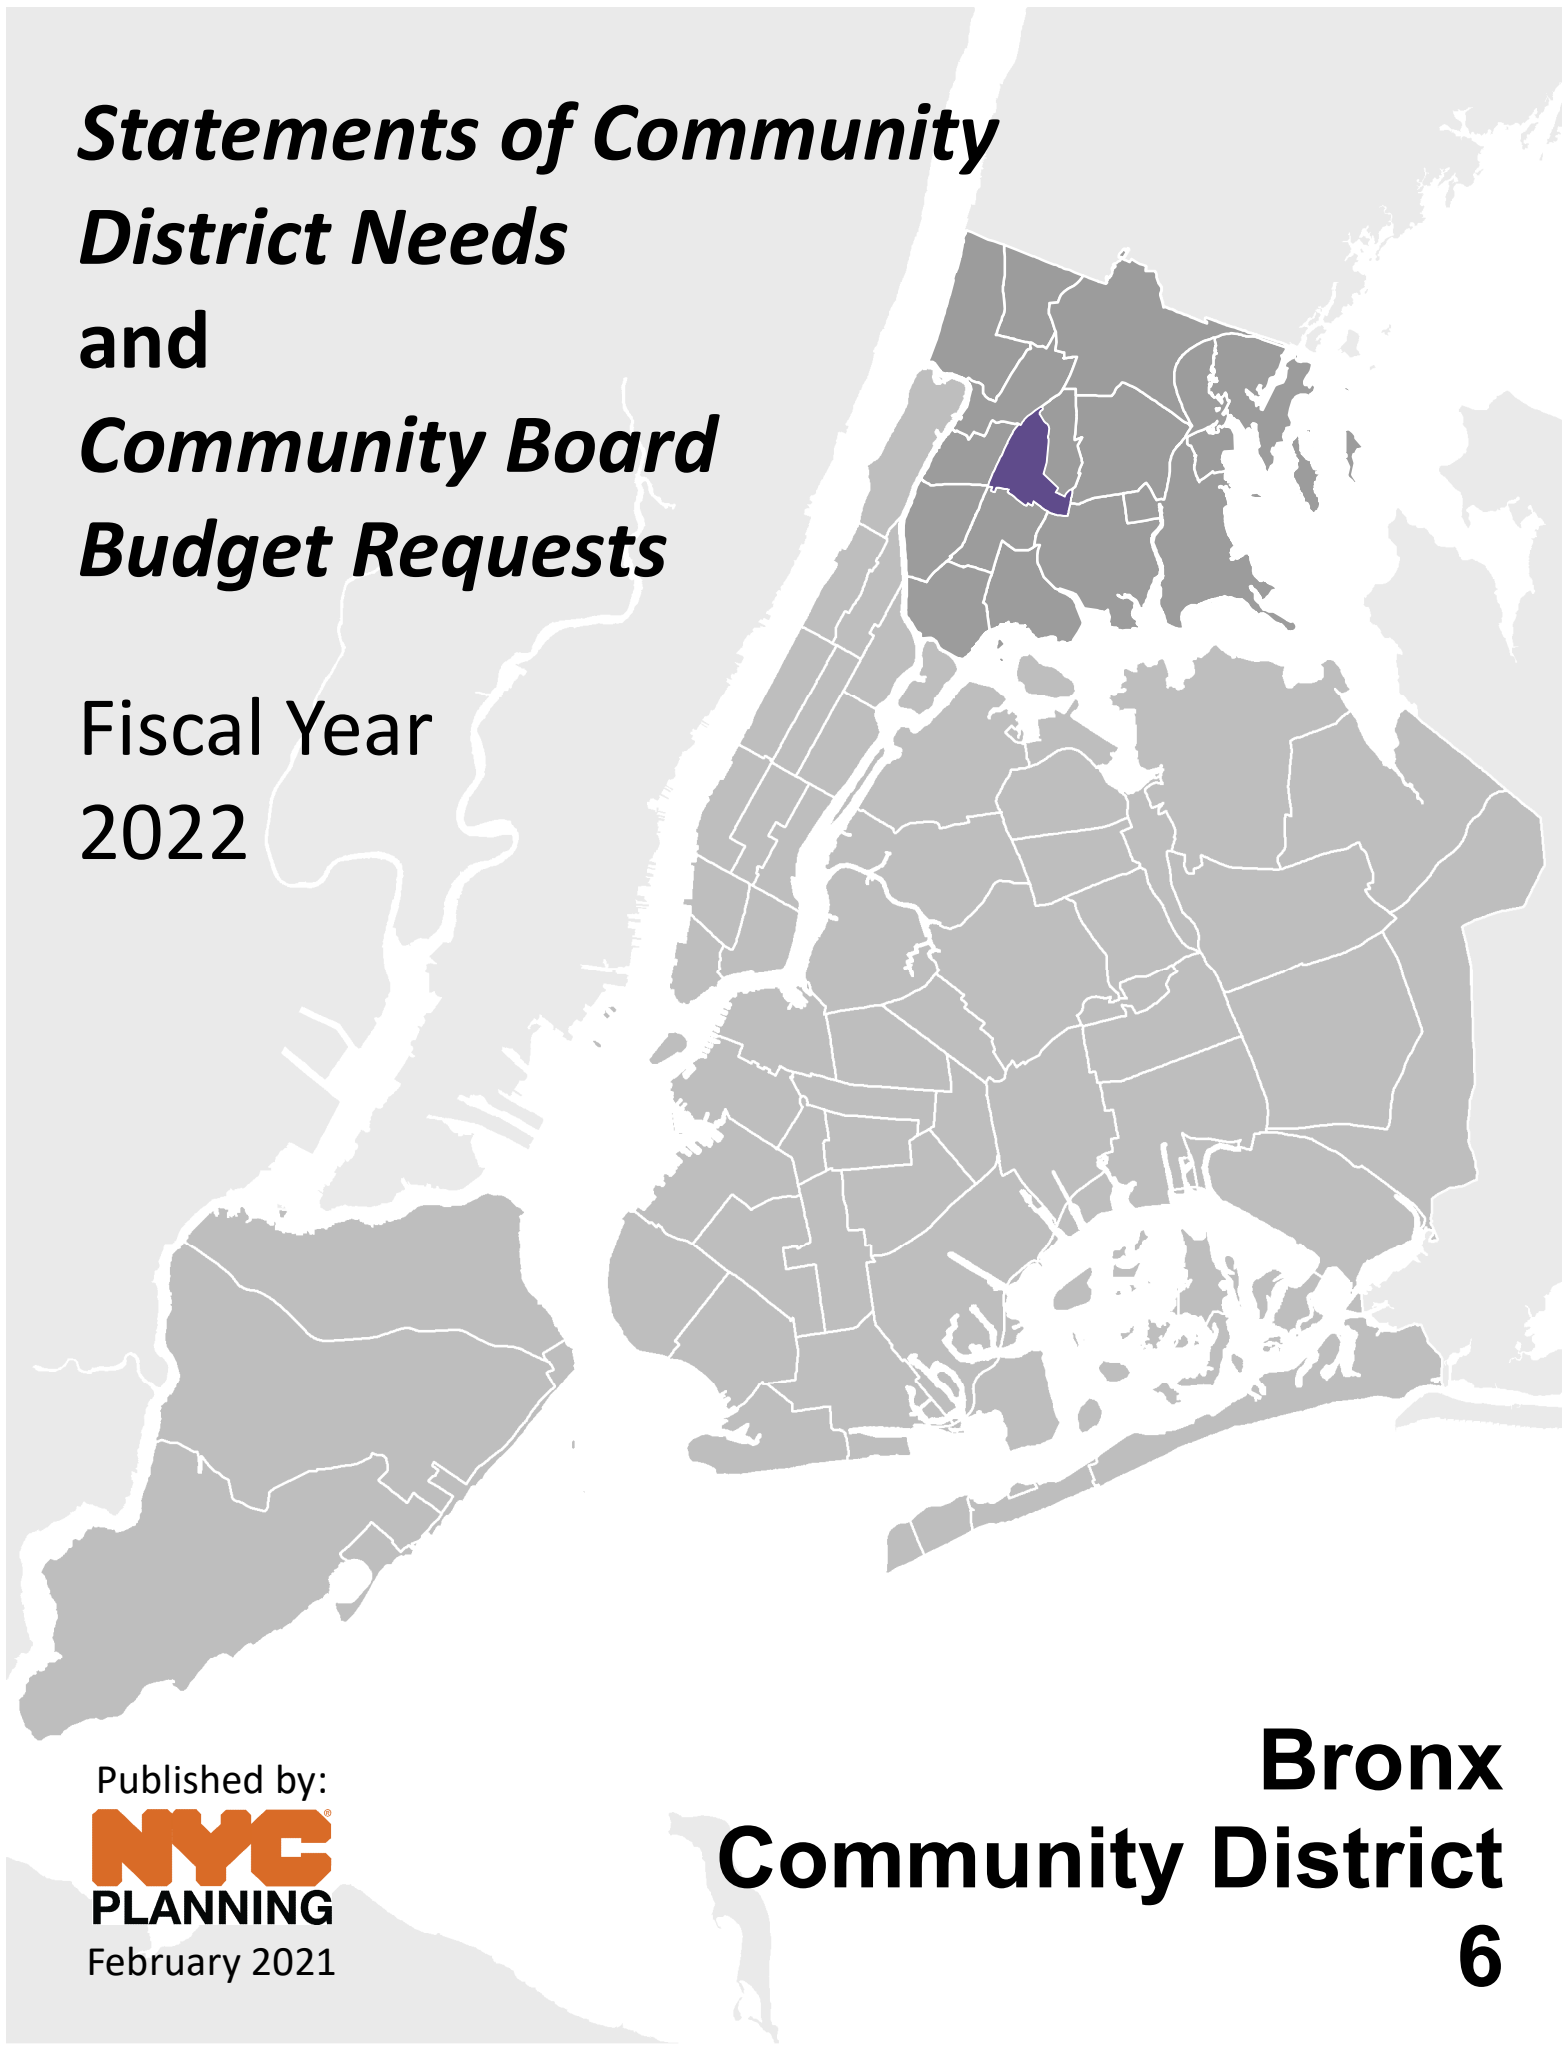 Statements of Community
District Needs
and
Community Board
Budget Requests
Fiscal Year
2022
Published by:
NYC®
PLANNING
February 2021
Bronx
Community District
6